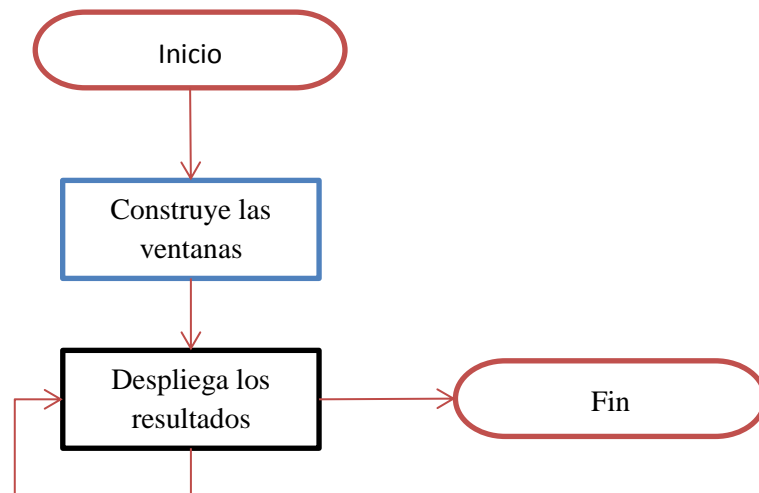 Inicio
Construye las
ventanas
Despliega los
resultados
Fin